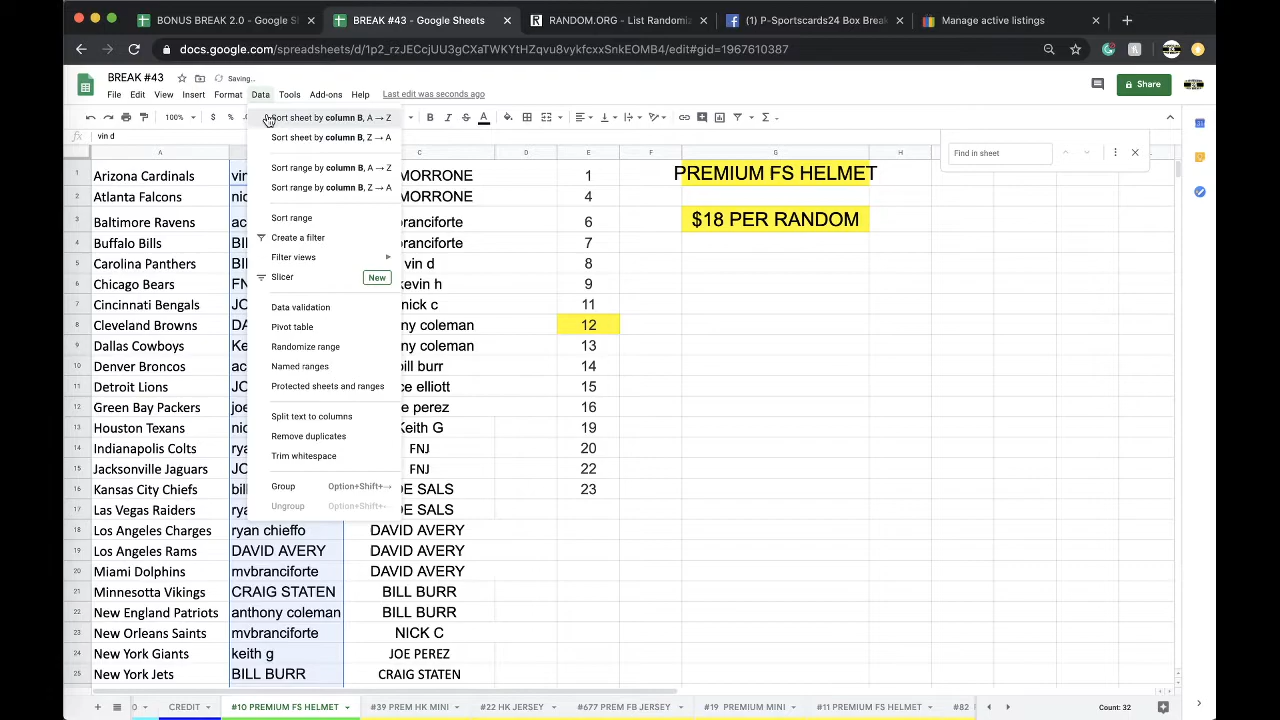 BONUS BREAK 2.0 - Google S
BREAK #43 - Google Sheets
RANDOM.ORG - List Randomiz
(1) P-Sportscards24 Box Break
Manage active listings
docs.google.com/spreadsheets/d/1p2_rzJECcjUU3gCXaTWKYtHZqvu8vykfcxxSnkEOMB4/edit#gid=1967610387
BREAK #43
Saving..
File Edit View Insert Format Data Tools Add-ons Help Last edit was seconds ago
Share
100% $ %
vin d
Find in sheet
A C D E F G H
Sort sheet by column B, A → Z
Sort sheet by column B, Z → A
Sort range by column B, A → Z
Sort range by column B, Z → A
Sort range
Create a filter
Filter views
Slicer New
Data validation
Pivot table
Randomize range
Named ranges
Protected sheets and ranges
Split text to columns
Remove duplicates
Trim whitespace
Group Option+Shift+→
Ungroup Option+Shift+
1 Arizona Cardinals vin MORRONE 1 PREMIUM FS HELMET
2 Atlanta Falcons nic MORRONE 4
3 Baltimore Ravens ac branciforte 6 $18 PER RANDOM
4 Buffalo Bills BIL branciforte 7
5 Carolina Panthers BIL vin d 8
6 Chicago Bears FN kevin h 9
7 Cincinnati Bengals JO nick c 11
8 Cleveland Browns DA ny coleman 12
9 Dallas Cowboys Ke ny coleman 13
10 Denver Broncos ac bill burr 14
11 Detroit Lions JO ce elliott 15
12 Green Bay Packers joe e perez 16
13 Houston Texans nic Keith G 19
14 Indianapolis Colts rya FNJ 20
15 Jacksonville Jaguars JO FNJ 22
16 Kansas City Chiefs bill OE SALS 23
17 Las Vegas Raiders rya OE SALS
18 Los Angeles Charges ryan chieffo DAVID AVERY
19 Los Angeles Rams DAVID AVERY DAVID AVERY
20 Miami Dolphins mvbranciforte DAVID AVERY
21 Minnesotta Vikings CRAIG STATEN BILL BURR
22 New England Patriots anthony coleman BILL BURR
23 New Orleans Saints mvbranciforte NICK C
24 New York Giants keith g JOE PEREZ
25 New York Jets BILL BURR CRAIG STATEN
0 CREDIT #10 PREMIUM FS HELMET #39 PREM HK MINI #22 HK JERSEY #677 PREM FB JERSEY #19 PREMIUM MINI #11 PREMIUM FS HELMET #82
Count: 32